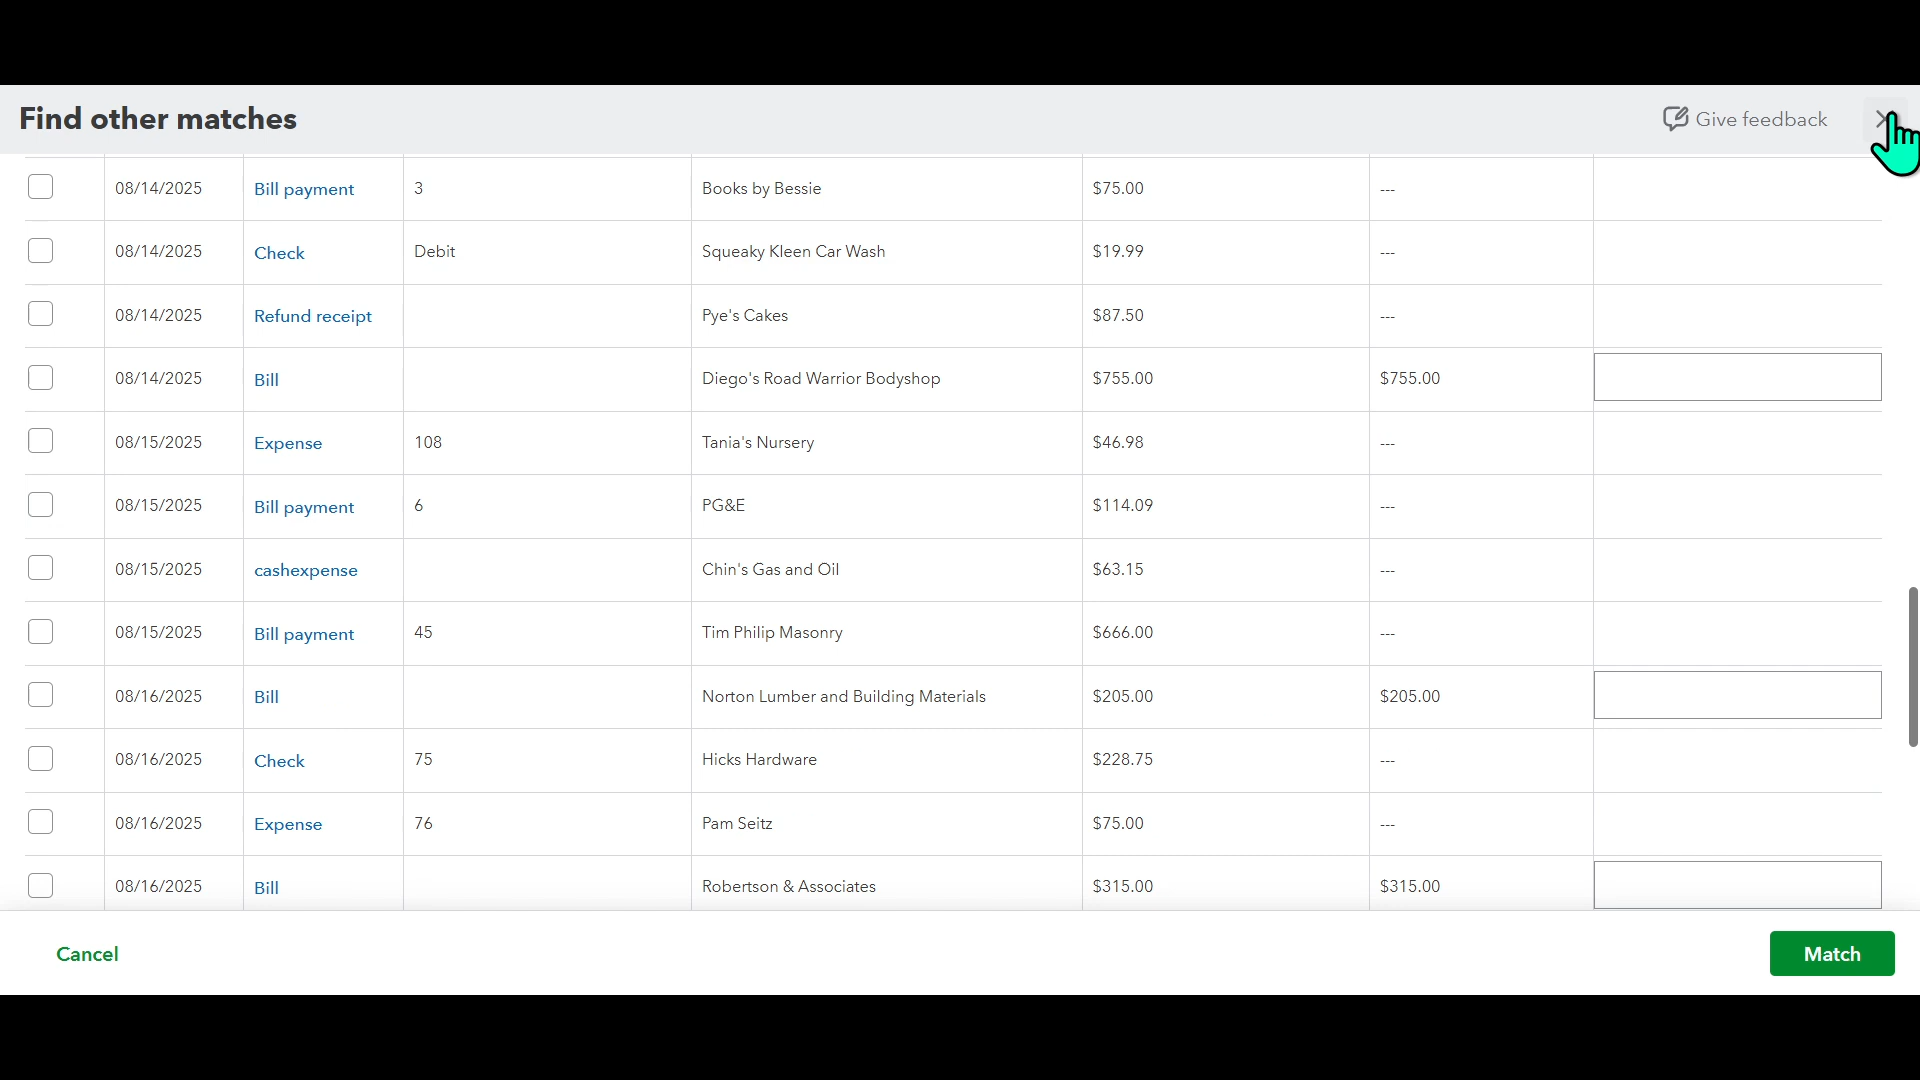 Find other matches
Give feedback
08/14/2025 Bill payment 3 Books by Bessie $75.00 ---
08/14/2025 Check Debit Squeaky Kleen Car Wash $19.99 ---
08/14/2025 Refund receipt Pye's Cakes $87.50 ---
08/14/2025 Bill Diego's Road Warrior Bodyshop $755.00 $755.00
08/15/2025 Expense 108 Tania's Nursery $46.98 ---
08/15/2025 Bill payment 6 PG&E $114.09 ---
08/15/2025 cashexpense Chin's Gas and Oil $63.15 ---
08/15/2025 Bill payment 45 Tim Philip Masonry $666.00 ---
08/16/2025 Bill Norton Lumber and Building Materials $205.00 $205.00
08/16/2025 Check 75 Hicks Hardware $228.75 ---
08/16/2025 Expense 76 Pam Seitz $75.00 ---
08/16/2025 Bill Robertson & Associates $315.00 $315.00
Cancel
Match